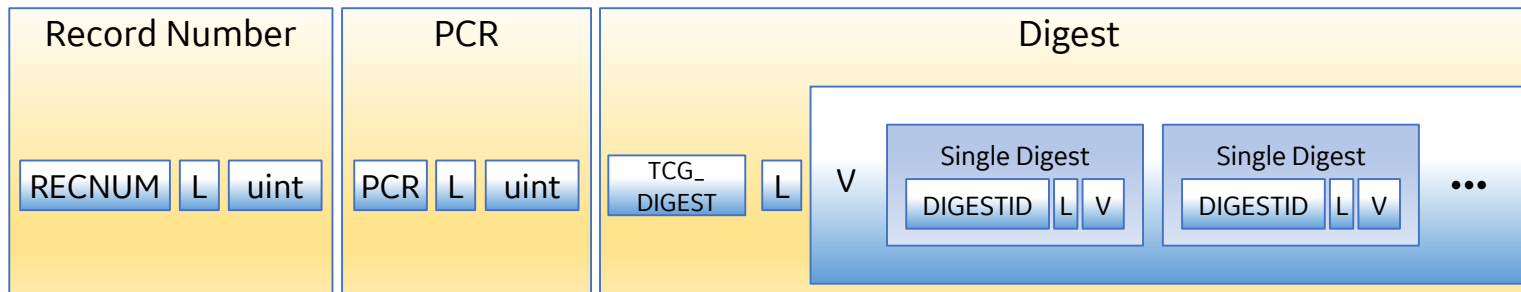 Record Number
RECNUM L uint
PCR
PCR L uint
Digest
TCG_
DIGEST
L
V
Single Digest
DIGESTID L V
Single Digest
DIGESTID L V
•••